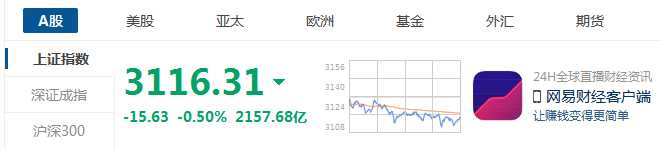 A股 美股 亚太 欧洲 基金 外汇 期货
上证指数
深证成指
沪深300
3116.31
-15.63 -0.50% 2157.68亿
3156
3140
3124
3108
24H全球直播财经资讯
网易财经客户端
让赚钱变得更简单